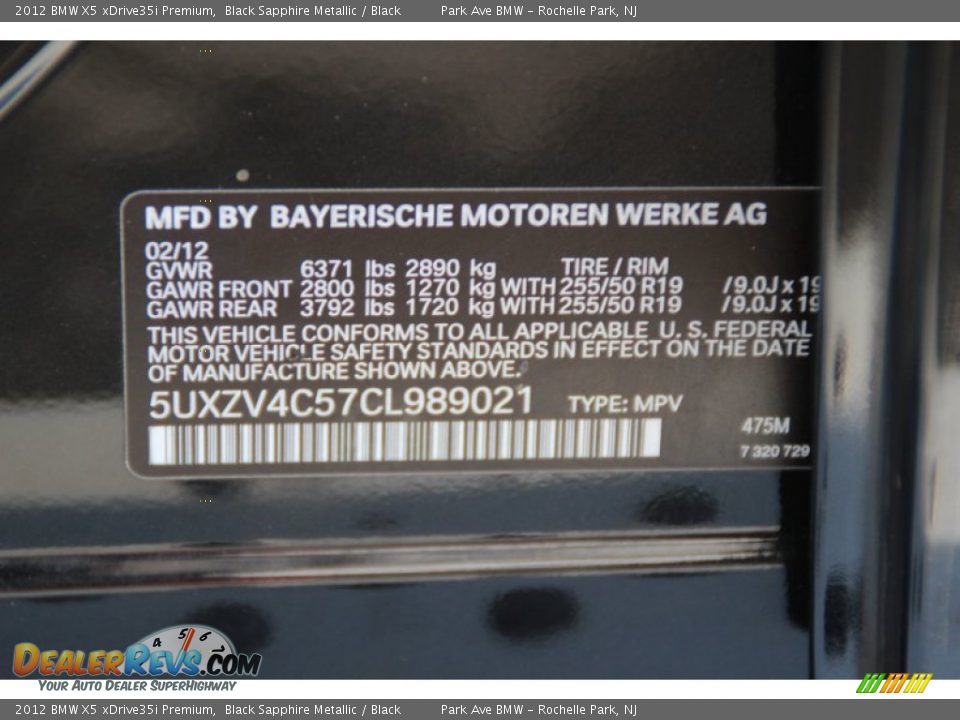 2012 BMW X5 xDrive35i Premium, Black Sapphire Metallic / Black Park Ave BMW - Rochelle Park, NJ
MFD BY BAYERISCHE MOTOREN WERKE AG
02/12
GVWR 6371 lbs 2890 kg TIRE / RIM
GAWR FRONT 2800 lbs 1270 kg WITH 255/50 R19 /9.0J x 19
GAWR REAR 3792 lbs 1720 kg WITH 255/50 R19 /9.0J x 19
THIS VEHICLE CONFORMS TO ALL APPLICABLE U. S. FEDERAL
MOTOR VEHICLE SAFETY STANDARDS IN EFFECT ON THE DATE
OF MANUFACTURE SHOWN ABOVE.
5UXZV4C57CL989021 TYPE: MPV
475M
7 320 729
4 5 6
DEALERREVS.COM
YOUR AUTO DEALER SUPERHIGHWAY
2012 BMW X5 xDrive35i Premium, Black Sapphire Metallic / Black Park Ave BMW - Rochelle Park, NJ